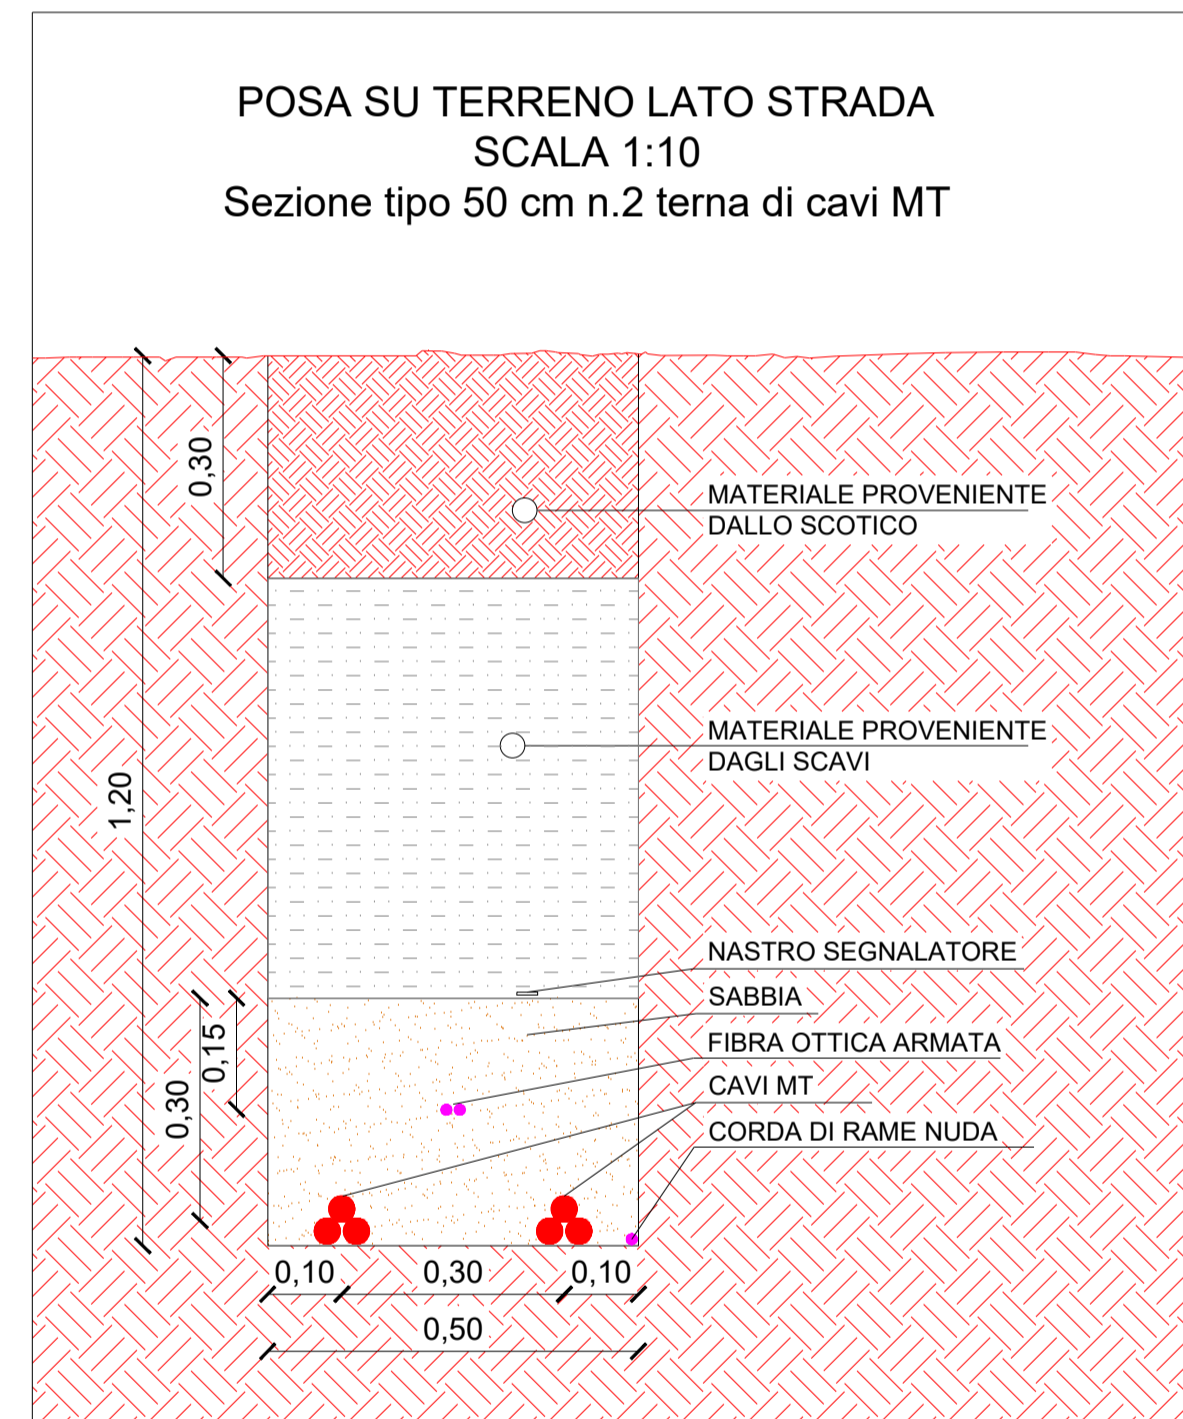 POSA SU TERRENO LATO STRADA
SCALA 1:10
Sezione tipo 50 cm n.2 terna di cavi MT
0,30
MATERIALE PROVENIENTE
DALLO SCOTICO
1,20
MATERIALE PROVENIENTE
DAGLI SCAVI
NASTRO SEGNALATORE
SABBIA
0,15
0,30
FIBRA OTTICA ARMATA
CAVI MT
CORDA DI RAME NUDA
0,10 0,30 0,10
0,50